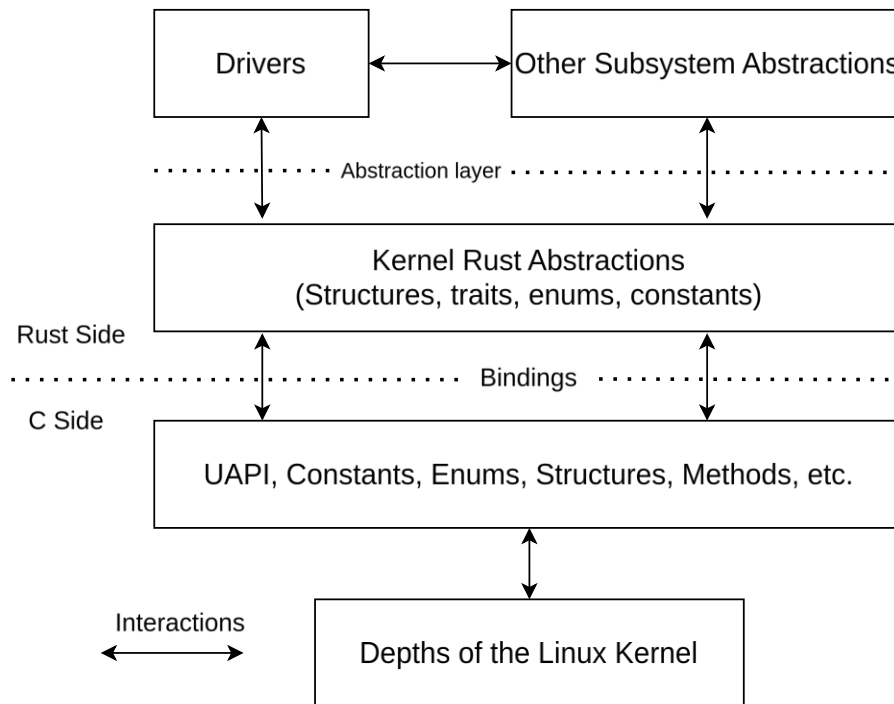 Drivers
Other Subsystem Abstractions
Abstraction layer
Kernel Rust Abstractions
(Structures, traits, enums, constants)
Rust Side
Bindings
C Side
UAPI, Constants, Enums, Structures, Methods, etc.
Interactions
Depths of the Linux Kernel